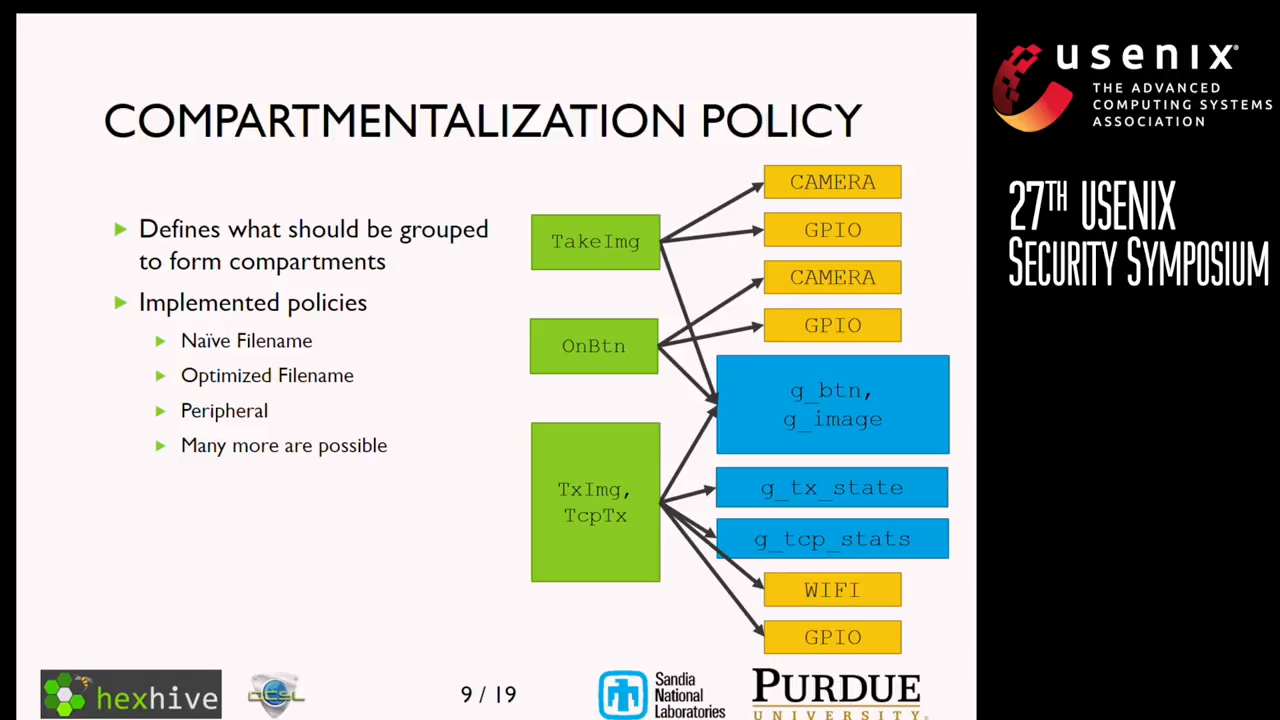 COMPARTMENTALIZATION POLICY
Defines what should be grouped
to form compartments
Implemented policies
Naïve Filename
Optimized Filename
Peripheral
Many more are possible
TakeImg
OnBtn
TxImg,
TcpTx
CAMERA
GPIO
CAMERA
GPIO
g_btn,
g_image
g_tx_state
g_tcp_stats
WIFI
GPIO
hexhive
DCSL
9 / 19
Sandia
National
Laboratories
PURDUE
UNIVERSITY
usenix
THE ADVANCED
COMPUTING SYSTEMS
ASSOCIATION
27TH USENIX
SECURITY SYMPOSIUM